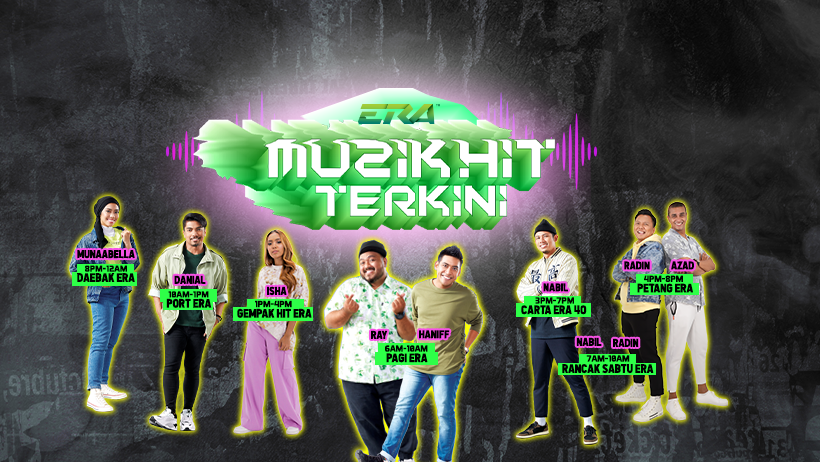 ERA™
MUZIK HIT
TERKINI
MUNAABELLA
8PM-12AM
DAEBAK ERA
DANIAL
10AM-1PM
PORT ERA
ISHA
1PM-4PM
GEMPAK HIT ERA
RAY HANIFF
6AM-10AM
PAGI ERA
NABIL
3PM-7PM
CARTA ERA 40
RADIN AZAD
4PM-8PM
PETANG ERA
NABIL RADIN
7AM-10AM
RANCAK SABTU ERA